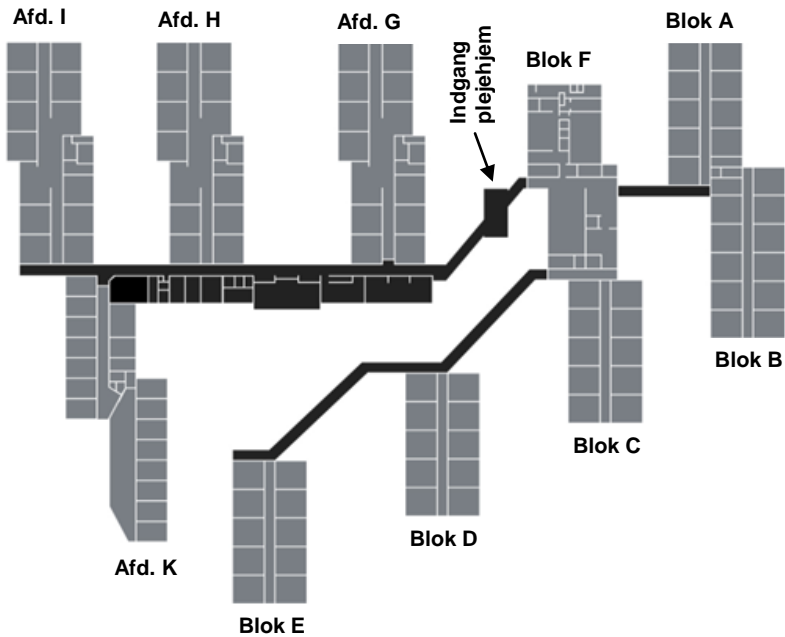 Afd. I
Afd. H
Afd. G
Indgang
plejehjem
Blok F
Blok A
Blok B
Blok C
Blok D
Afd. K
Blok E